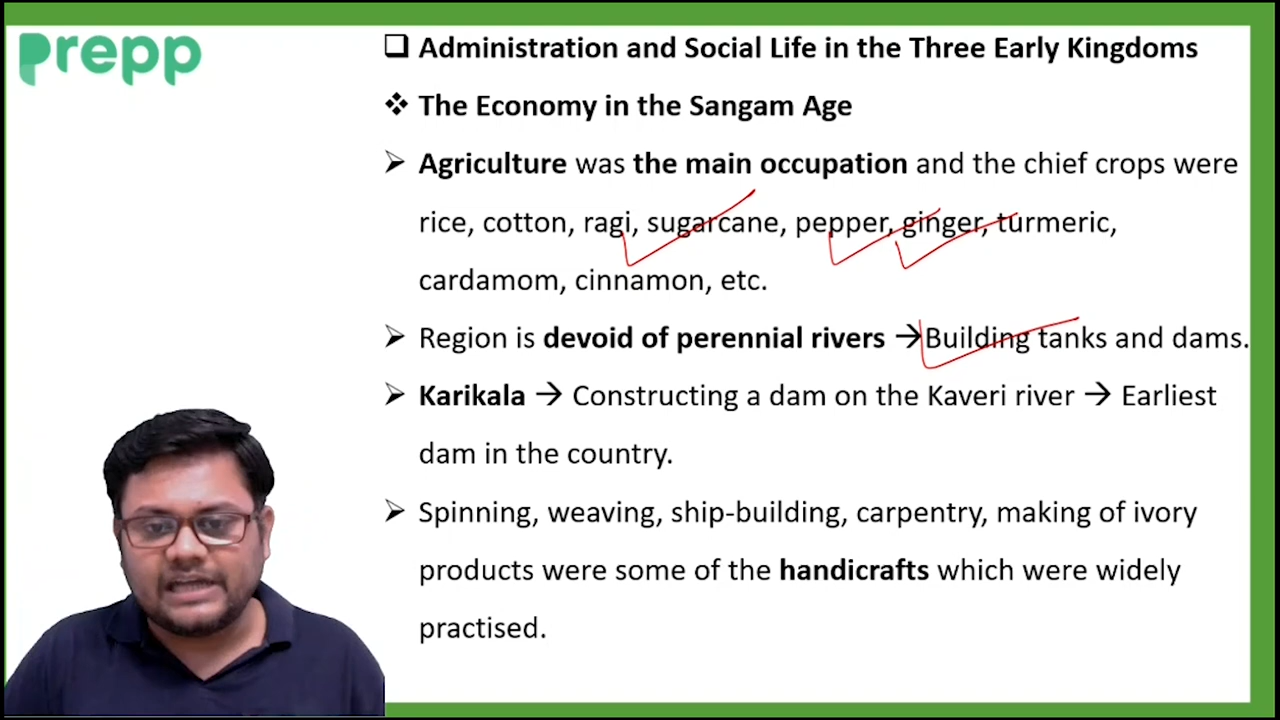 prepp
❑ Administration and Social Life in the Three Early Kingdoms
❖ The Economy in the Sangam Age
➢ Agriculture was the main occupation and the chief crops were
rice, cotton, ragi, sugarcane, pepper, ginger, turmeric,
cardamom, cinnamon, etc.
➢ Region is devoid of perennial rivers →Building tanks and dams.
➢ Karikala → Constructing a dam on the Kaveri river → Earliest
dam in the country.
➢ Spinning, weaving, ship-building, carpentry, making of ivory
products were some of the handicrafts which were widely
practised.